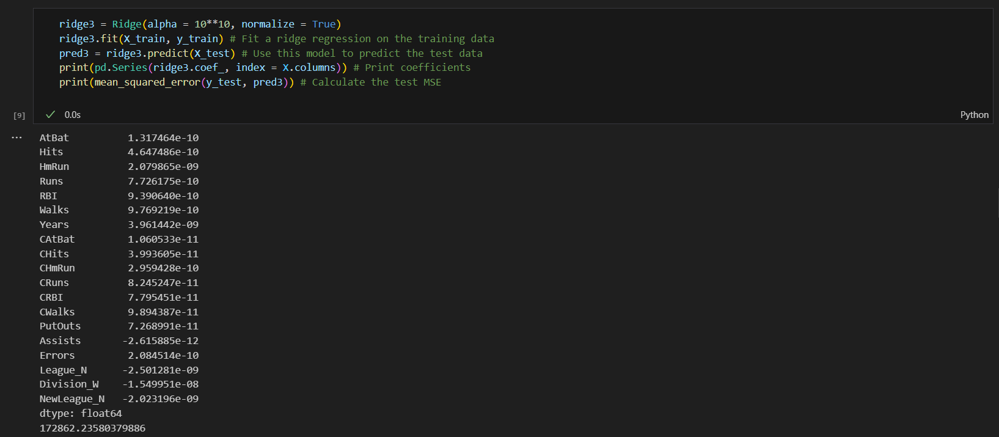 ridge3 = Ridge(alpha = 10**10, normalize = True)
ridge3.fit(X_train, y_train) # Fit a ridge regression on the training data
pred3 = ridge3.predict(X_test) # Use this model to predict the test data
print(pd.Series(ridge3.coef_, index = X.columns)) # Print coefficients
print(mean_squared_error(y_test, pred3)) # Calculate the test MSE
[9] ✓ 0.0s Python
... AtBat 1.317464e-10
Hits 4.647486e-10
HmRun 2.079865e-09
Runs 7.726175e-10
RBI 9.390640e-10
Walks 9.769219e-10
Years 3.961442e-09
CAtBat 1.060533e-11
CHits 3.993605e-11
CHmRun 2.959428e-10
CRuns 8.245247e-11
CRBI 7.795451e-11
CWalks 9.894387e-11
PutOuts 7.268991e-11
Assists -2.615885e-12
Errors 2.084514e-10
League_N -2.501281e-09
Division_W -1.549951e-08
NewLeague_N -2.023196e-09
dtype: float64
172862.23580379886